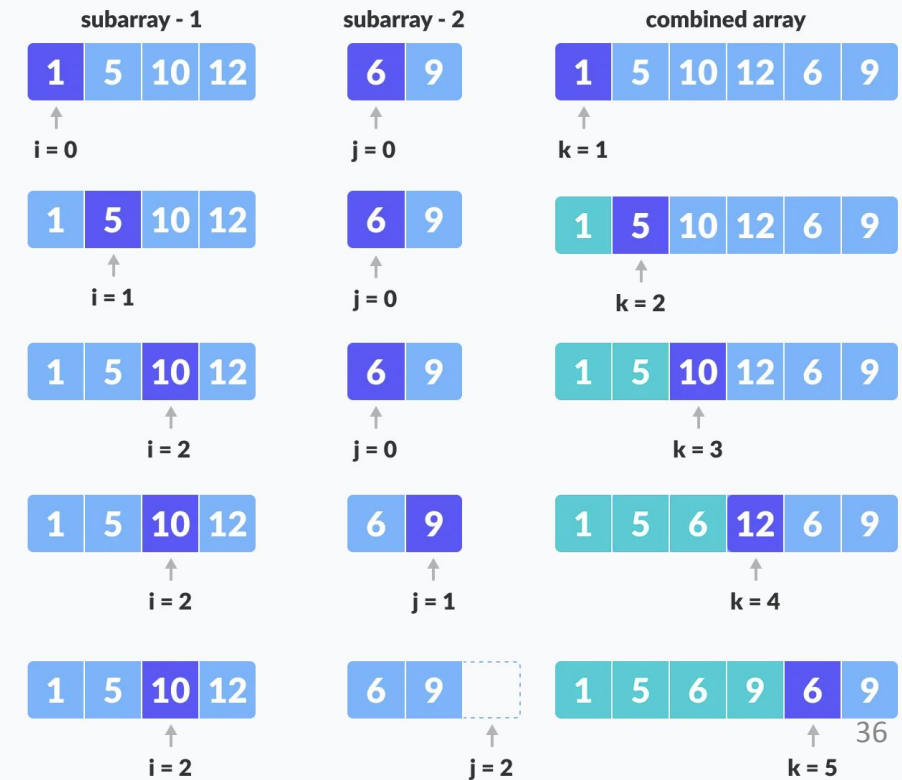 subarray - 1 subarray - 2 combined array
1 5 10 12 6 9 1 5 10 12 6 9
i = 0 j = 0 k = 1
1 5 10 12 6 9 1 5 10 12 6 9
i = 1 j = 0 k = 2
1 5 10 12 6 9 1 5 10 12 6 9
i = 2 j = 0 k = 3
1 5 10 12 6 9 1 5 6 12 6 9
i = 2 j = 1 k = 4
1 5 10 12 6 9 1 5 6 9 6 9
36
i = 2 j = 2 k = 5